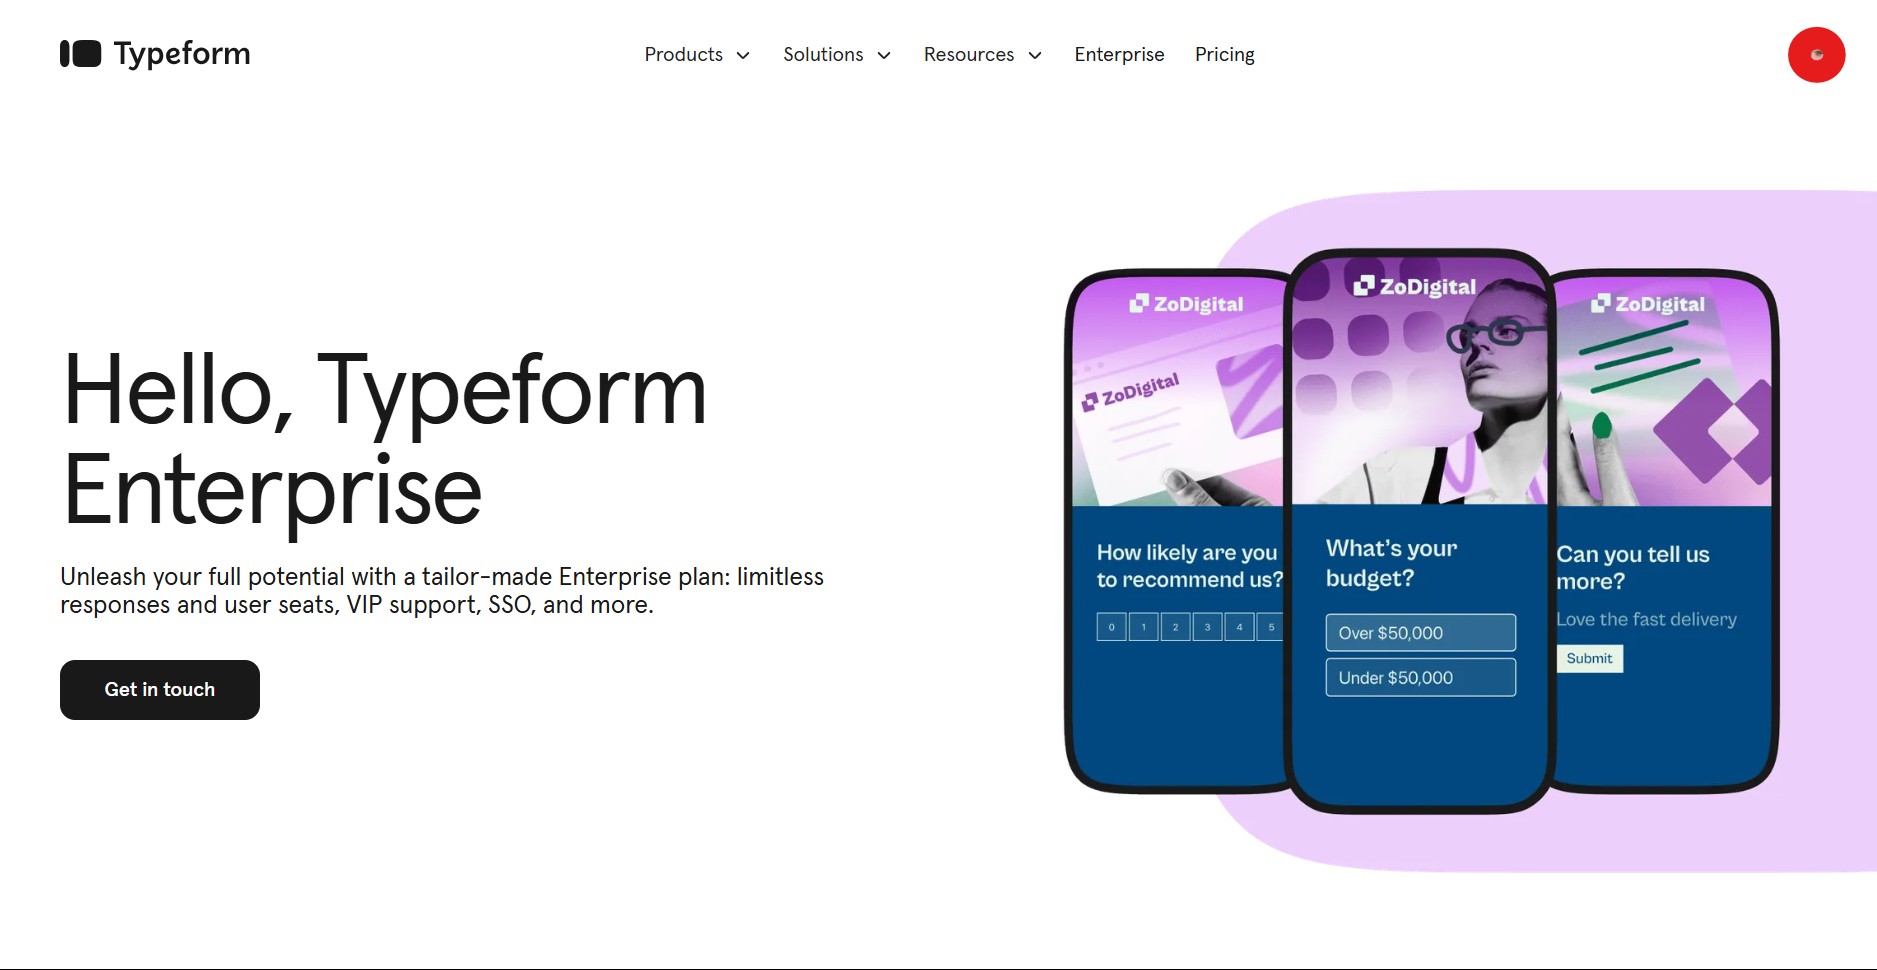 Typeform
Products
Solutions
Resources
Enterprise
Pricing
Hello, Typeform
Enterprise
Unleash your full potential with a tailor-made Enterprise plan: limitless
responses and user seats, VIP support, SSO, and more.
Get in touch
ZoDigital
ZoDigital
How likely are you
to recommend us?
0 1 2 3 4 5
ZoDigital
What's your
budget?
Over $50,000
Under $50,000
ZoDigital
Can you tell us
more?
Love the fast delivery
Submit